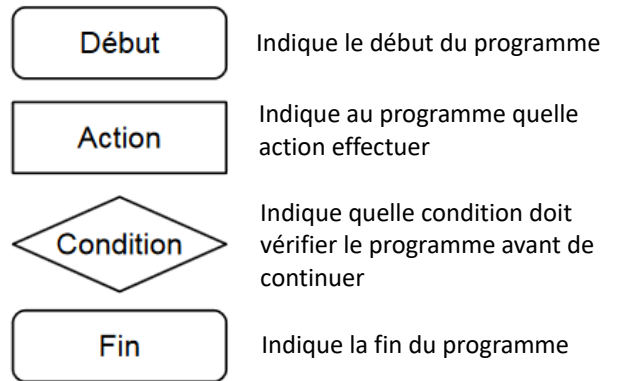 Début
Indique le début du programme
Action
Indique au programme quelle
action effectuer
Condition
Indique quelle condition doit
vérifier le programme avant de
continuer
Fin
Indique la fin du programme